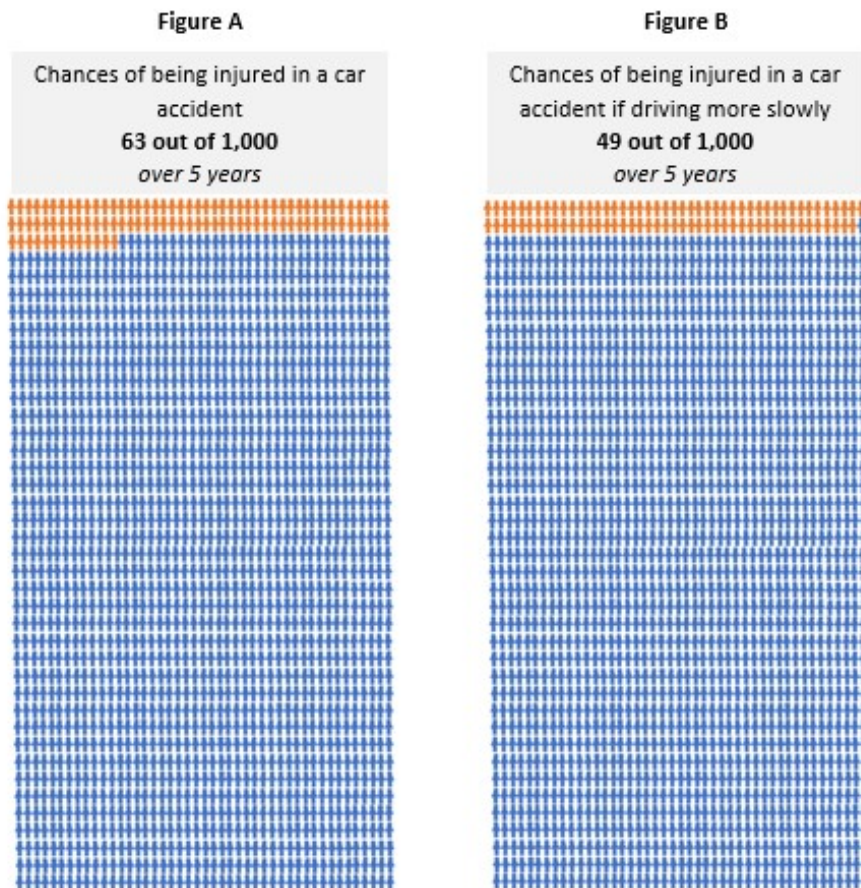 Figure A
Chances of being injured in a car
accident
63 out of 1,000
over 5 years
Figure B
Chances of being injured in a car
accident if driving more slowly
49 out of 1,000
over 5 years